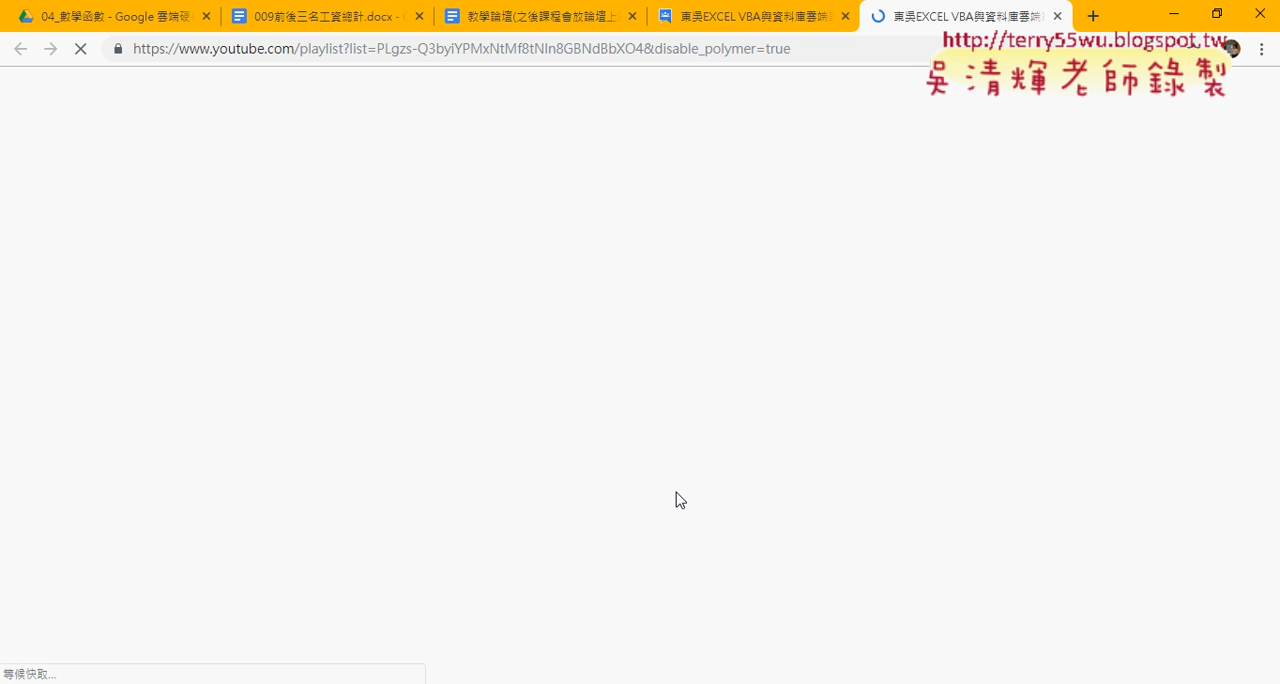 04_數學函數 - Google 雲端硬
009前後三名工資總計.docx -
教學論壇(之後課程會放論壇上
東吳EXCEL VBA與資料庫雲端
東吳EXCEL VBA與資料庫雲端
https://www.youtube.com/playlist?list=PLgzs-Q3byiYPMxNtMf8tNIn8GBNdBbXO4&disable_polymer=true
http://terry55wu.blogspot.tw
吳清輝老師錄製
等候快取...